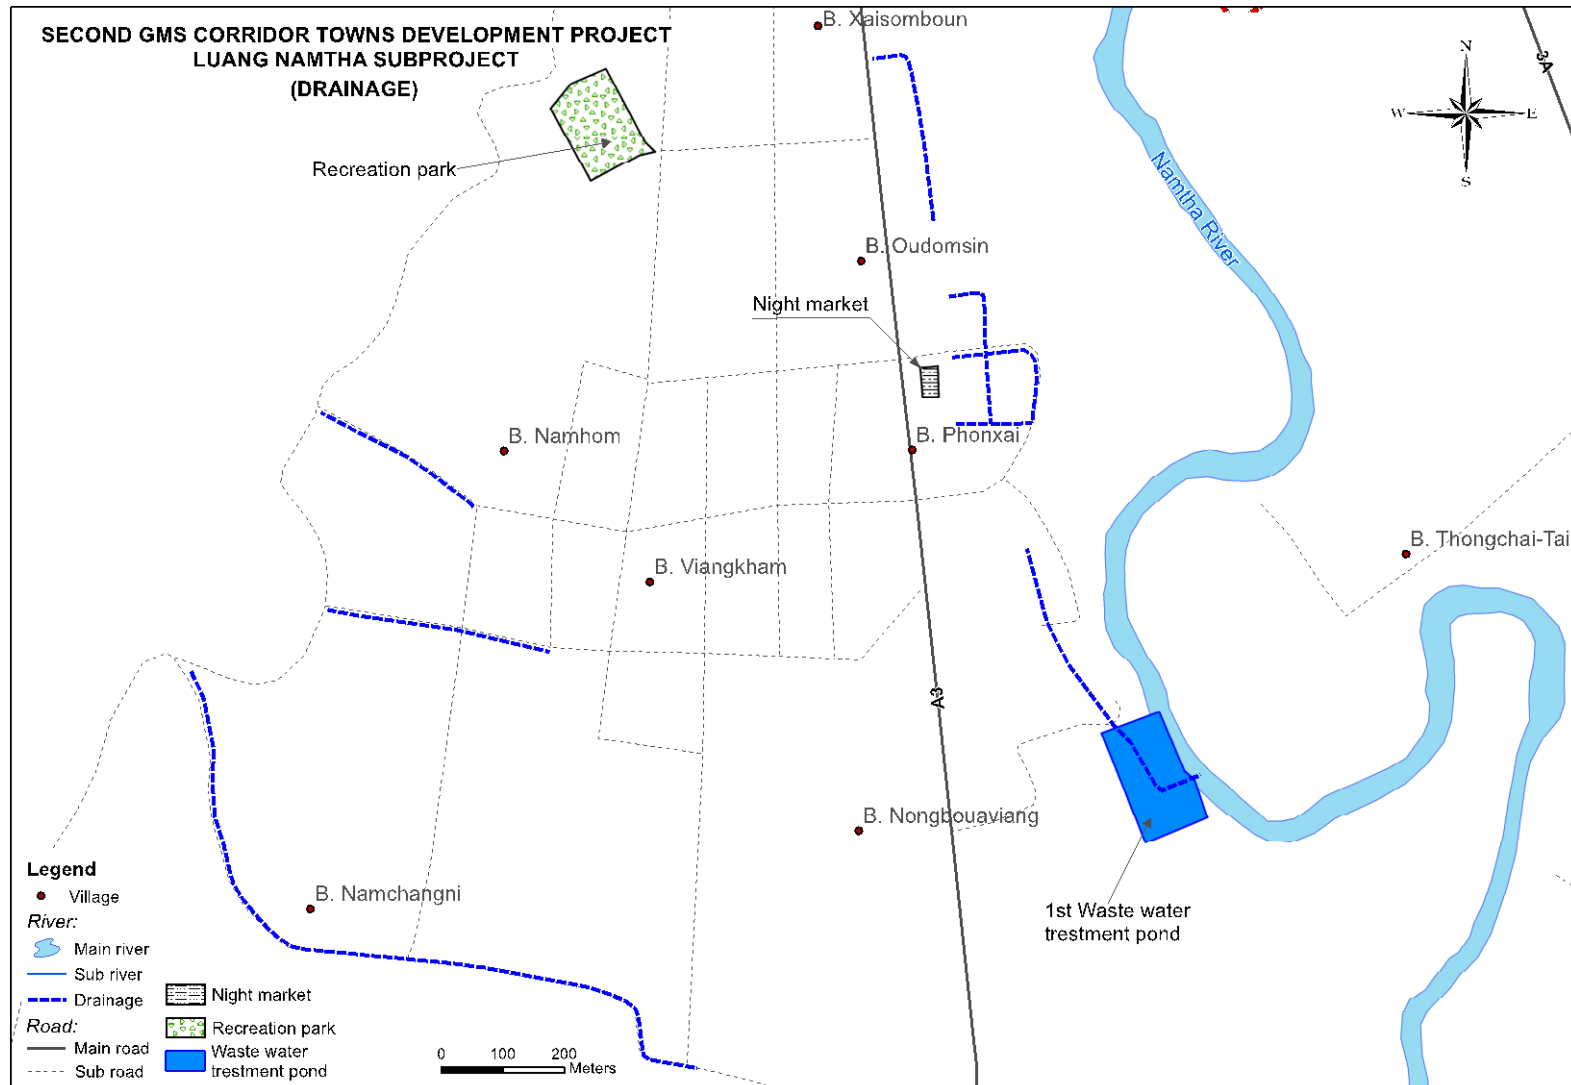 SECOND GMS CORRIDOR TOWNS DEVELOPMENT PROJECT
LUANG NAMTHA SUBPROJECT
(DRAINAGE)
B. Xaisomboun
3A
N
W
E
S
Recreation park
Namtha River
B. Oudomsin
Night market
B. Namhom
B. Phonxai
B. Thongchai-Tai
B. Viangkham
A3
B. Nongbouaviang
B. Namchangni
1st Waste water
trestment pond
Legend
Village
River:
Main river
Sub river
Drainage
Road:
Main road
Sub road
Night market
Recreation park
Waste water
trestment pond
0 100 200
Meters